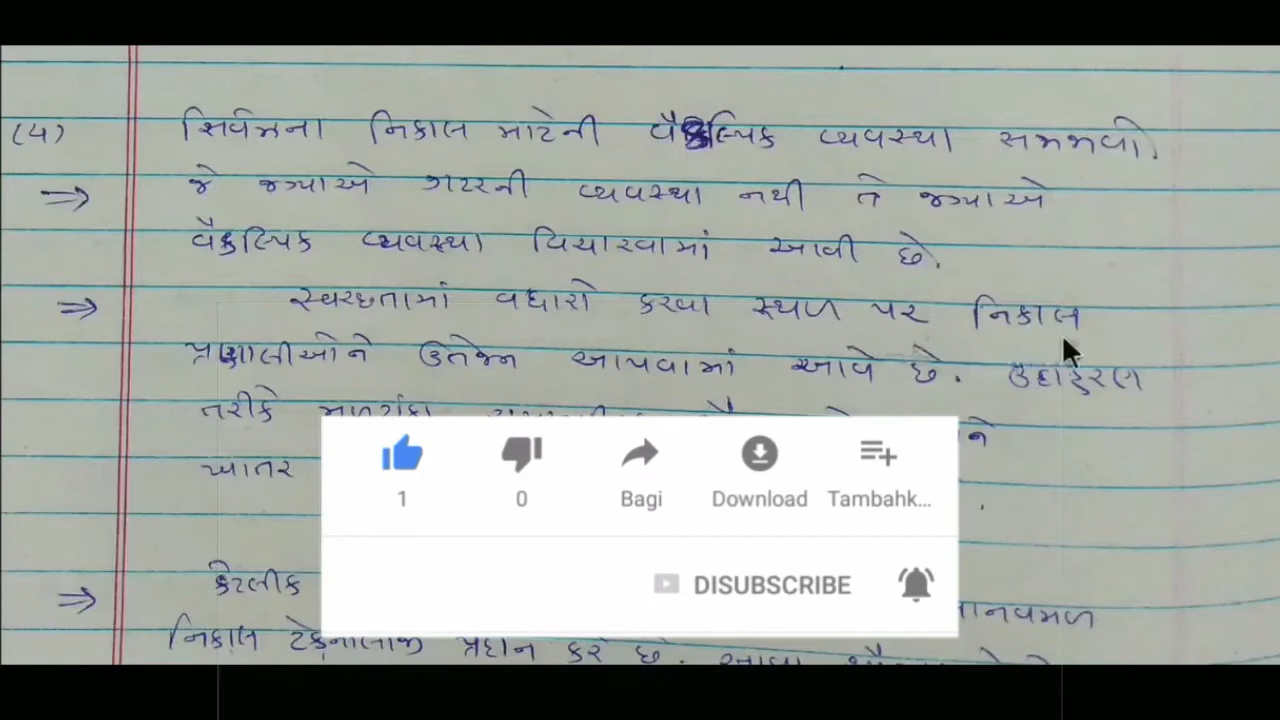 (૫) સિવેજના નિકાલ માટેની વૈકલ્પિક વ્યવસ્થા સમજાવો.
⇒ જે જગ્યાએ ગટરની વ્યવસ્થા નથી તે જગ્યાએ
વૈકલ્પિક વ્યવસ્થા વિચારવામાં આવી છે.
⇒ સ્વચ્છતામાં વધારો કરવા સ્થળ પર નિકાલ
પ્રણાલીઓને ઉતેજન આપવામાં આવે છે. ઉદાહરણ
તરીકે
ખાતર
1 0 Bagi Download Tambahk...
DISUBSCRIBE
⇒ કેટલીક માનવમળ
નિકાલ ટેક્નોલોજી પ્રદાન કરે છે. આવા